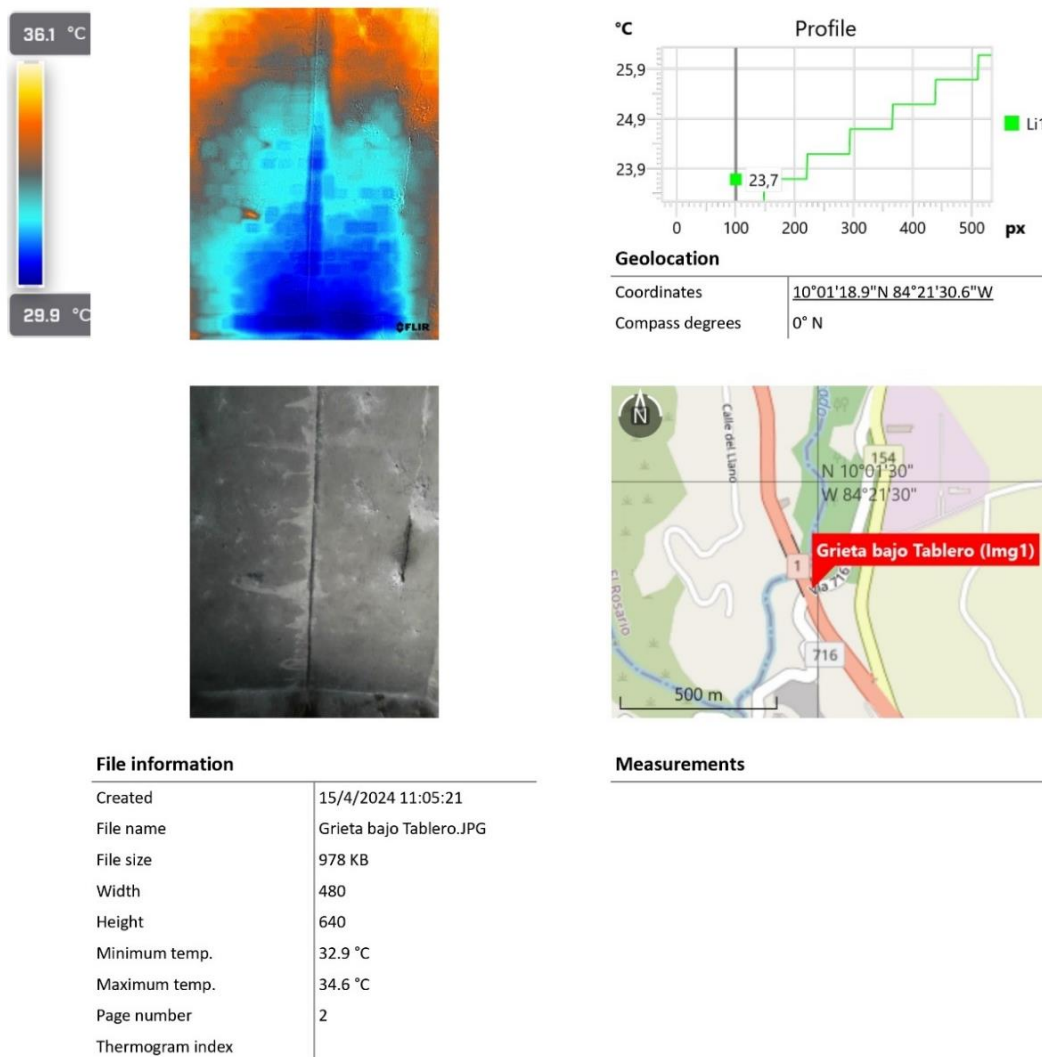 36.1 °C
29.9 °C
FLIR
°C
Profile
25,9
24,9
23,9
23,7
0 100 200 300 400 500 px
Geolocation
Coordinates 10°01'18.9"N 84°21'30.6"W
Compass degrees 0° N
N
Calle del Llano
154
N 10°01'30"
W 84°21'30"
Grieta bajo Tablero (Img1)
1
Vía 716
El Rosario
716
500 m
File information
Created 15/4/2024 11:05:21
File name Grieta bajo Tablero.JPG
File size 978 KB
Width 480
Height 640
Minimum temp. 32.9 °C
Maximum temp. 34.6 °C
Page number 2
Thermogram index
Measurements